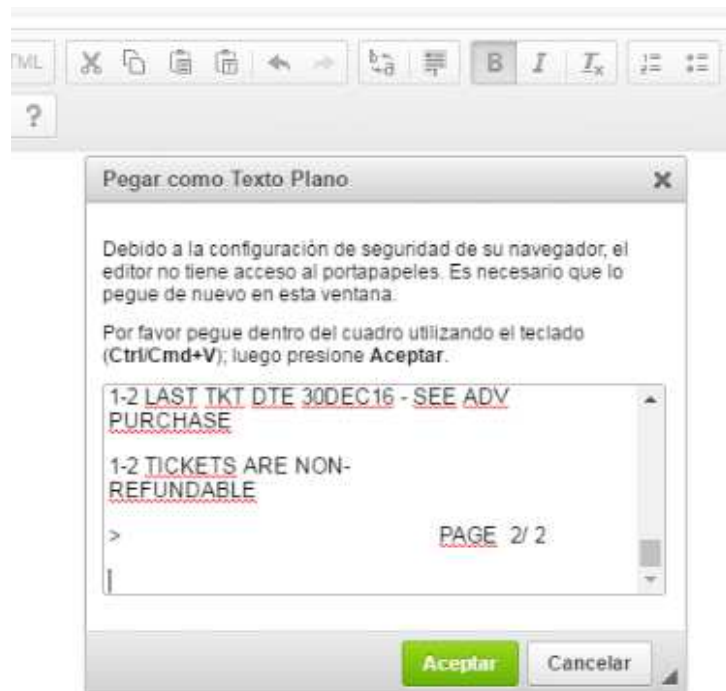 B I Tx
?
Pegar como Texto Plano
Debido a la configuración de seguridad de su navegador, el
editor no tiene acceso al portapapeles. Es necesario que lo
pegue de nuevo en esta ventana.
Por favor pegue dentro del cuadro utilizando el teclado
(Ctrl/Cmd+V); luego presione Aceptar.
1-2 LAST TKT DTE 30DEC16 - SEE ADV
PURCHASE
1-2 TICKETS ARE NON-
REFUNDABLE
> PAGE 2/ 2
Aceptar Cancelar